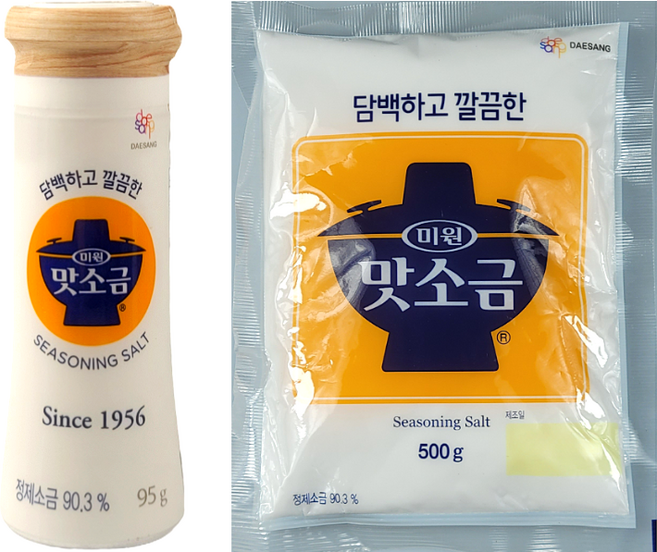 DAESANG
담백하고 깔끔한
미원
맛소금
®
SEASONING SALT
Since 1956
정제소금 90.3 %
95 g
DAESANG
담백하고 깔끔한
미원
맛소금
®
Seasoning Salt
제조일
500 g
정제소금 90.3 %